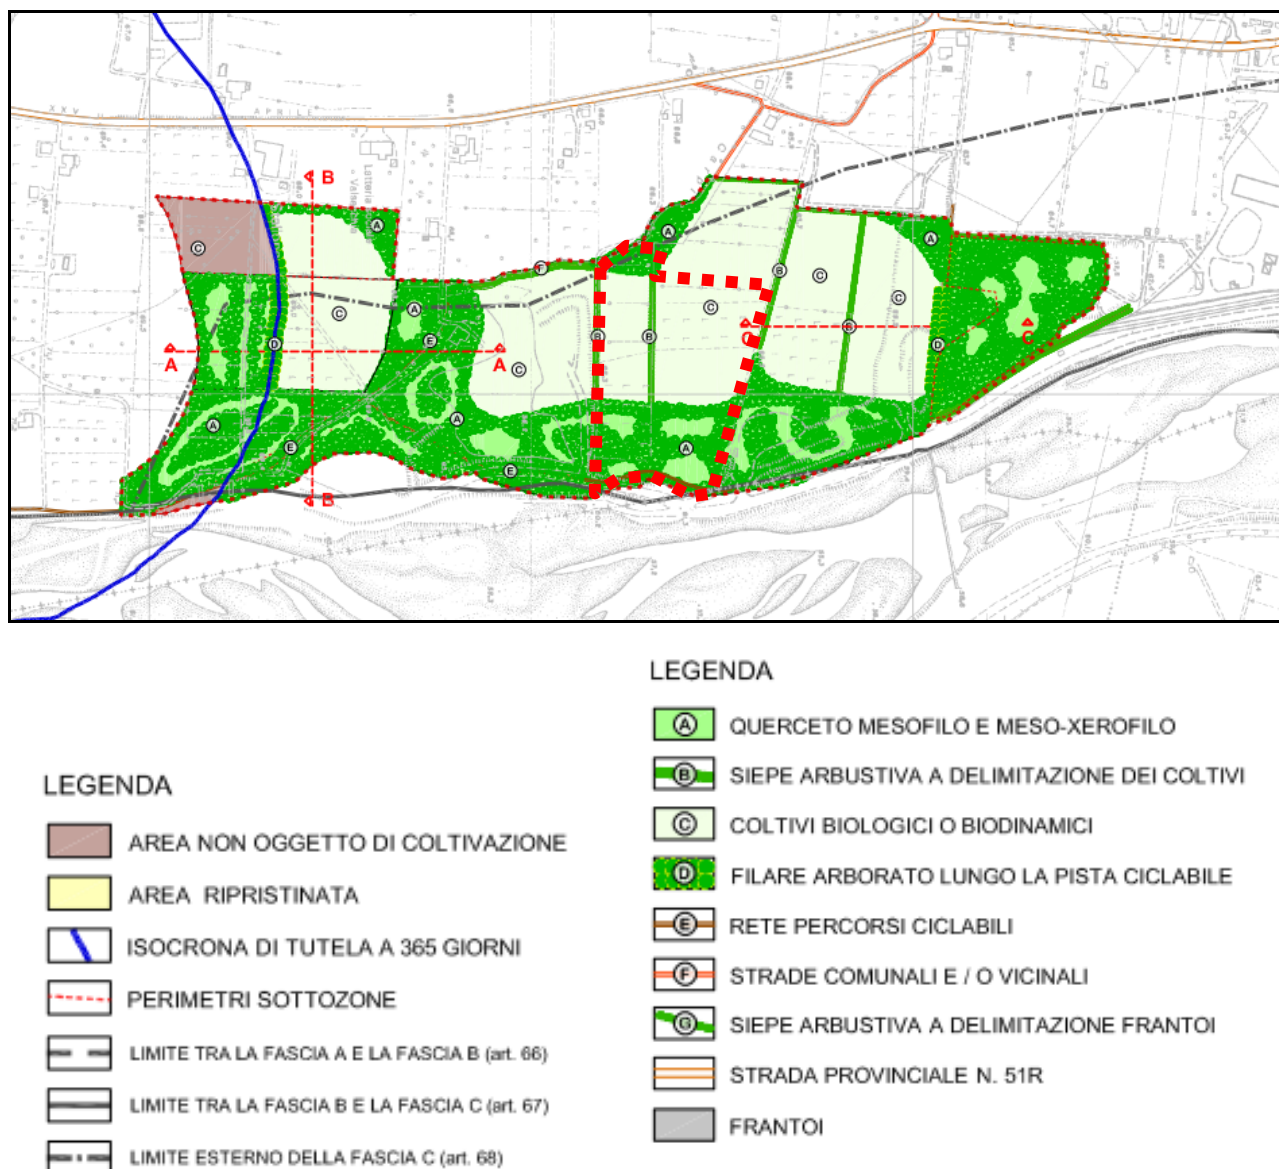 XXV APRILE
B
A
C
C
F
A
B
C
A
C
C
B
B
B
C
C
D
C
A
E
D
A
A
C
A
A
E
A
E
B
LEGENDA
AREA NON OGGETTO DI COLTIVAZIONE
AREA RIPRISTINATA
ISOCRONA DI TUTELA A 365 GIORNI
PERIMETRI SOTTOZONE
LIMITE TRA LA FASCIA A E LA FASCIA B (art. 66)
LIMITE TRA LA FASCIA B E LA FASCIA C (art. 67)
LIMITE ESTERNO DELLA FASCIA C (art. 68)
LEGENDA
A QUERCETO MESOFILO E MESO-XEROFILO
B SIEPE ARBUSTIVA A DELIMITAZIONE DEI COLTIVI
C COLTIVI BIOLOGICI O BIODINAMICI
D FILARE ARBORATO LUNGO LA PISTA CICLABILE
E RETE PERCORSI CICLABILI
F STRADE COMUNALI E / O VICINALI
G SIEPE ARBUSTIVA A DELIMITAZIONE FRANTOI
STRADA PROVINCIALE N. 51R
FRANTOI